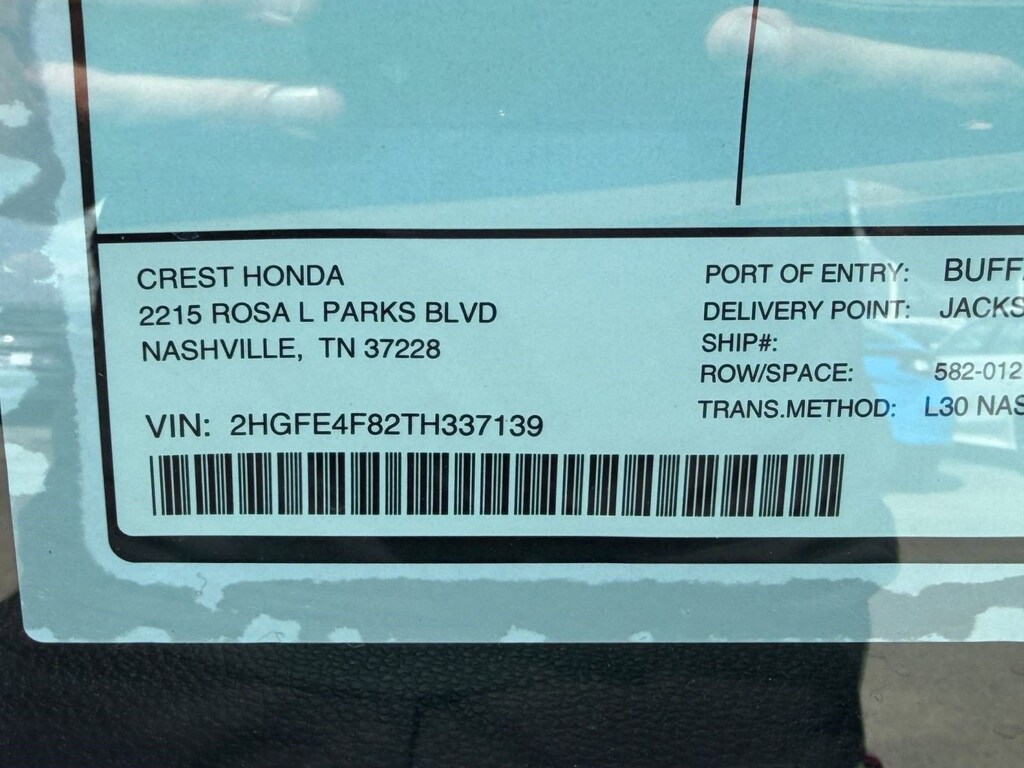 CREST HONDA
2215 ROSA L PARKS BLVD
NASHVILLE, TN 37228
VIN: 2HGFE4F82TH337139
PORT OF ENTRY:
DELIVERY POINT:
SHIP#:
ROW/SPACE: 582-012
TRANS.METHOD: L30